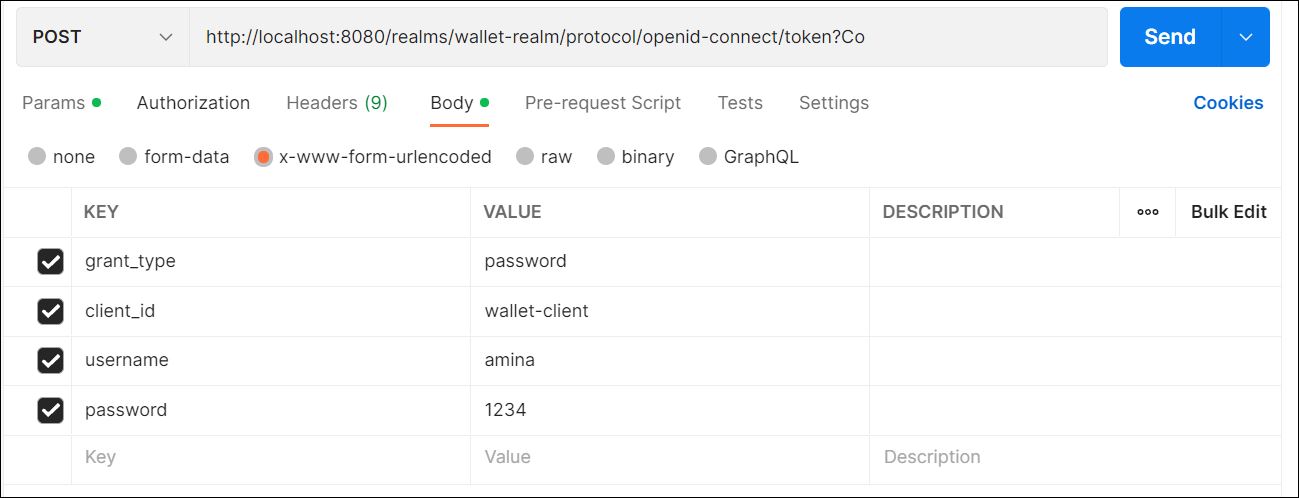 POST http://localhost:8080/realms/wallet-realm/protocol/openid-connect/token?Co Send
Params Authorization Headers (9) Body Pre-request Script Tests Settings Cookies
none form-data x-www-form-urlencoded raw binary GraphQL
KEY VALUE DESCRIPTION Bulk Edit
grant_type password
client_id wallet-client
username amina
password 1234
Key Value Description